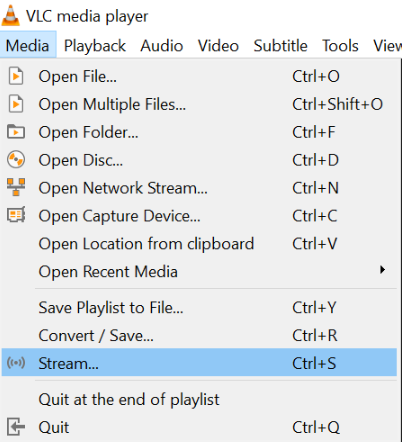 VLC media player
Media Playback Audio Video Subtitle Tools View
Open File... Ctrl+O
Open Multiple Files... Ctrl+Shift+O
Open Folder... Ctrl+F
Open Disc... Ctrl+D
Open Network Stream... Ctrl+N
Open Capture Device... Ctrl+C
Open Location from clipboard Ctrl+V
Open Recent Media
Save Playlist to File... Ctrl+Y
Convert / Save... Ctrl+R
Stream... Ctrl+S
Quit at the end of playlist
Quit Ctrl+Q